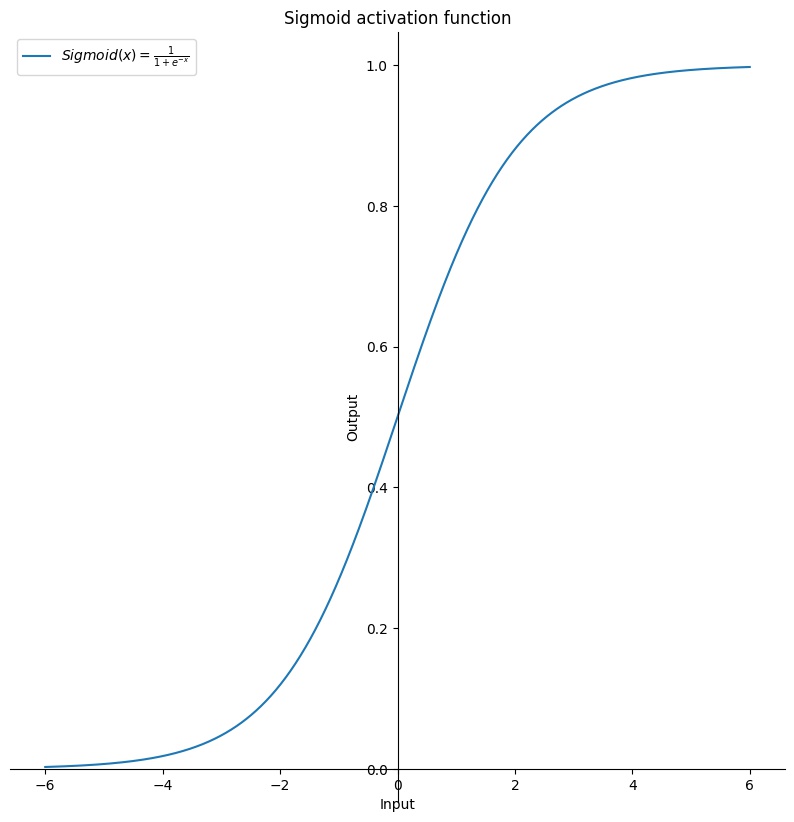 Sigmoid activation function
Sigmoid(x) = \frac{1}{1+e^{-x}}
1.0
0.8
0.6
Output
0.4
0.2
0.0
−6 −4 −2 0 2 4 6
Input